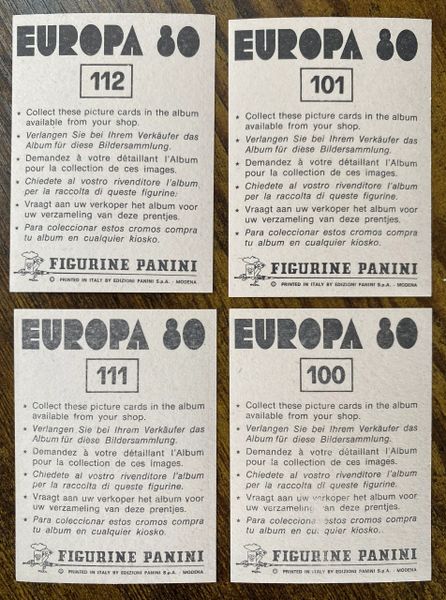 EUROPA 80
112
* Collect these picture cards in the album
available from your shop.
* Verlangen Sie bei Ihrem Verkäufer das
Album für diese Bildersammlung.
* Demandez à votre détaillant l'Album
pour la collection de ces images.
* Chiedete al vostro rivenditore l'album
per la raccolta di queste figurine.
* Vraagt aan uw verkoper het album voor
uw verzameling van deze prentjes.
* Para coleccionar estos cromos compra
tu album en cualquier kiosko.
FIGURINE PANINI
© PRINTED IN ITALY BY EDIZIONI PANINI S.p.A. - MODENA
EUROPA 80
101
* Collect these picture cards in the album
available from your shop.
* Verlangen Sie bei Ihrem Verkäufer das
Album für diese Bildersammlung.
* Demandez à votre détaillant l'Album
pour la collection de ces images.
* Chiedete al vostro rivenditore l'album
per la raccolta di queste figurine.
* Vraagt aan uw verkoper het album voor
uw verzameling van deze prentjes.
* Para coleccionar estos cromos compra
tu album en cualquier kiosko.
FIGURINE PANINI
© PRINTED IN ITALY BY EDIZIONI PANINI S.p.A. - MODENA
EUROPA 80
111
* Collect these picture cards in the album
available from your shop.
* Verlangen Sie bei Ihrem Verkäufer das
Album für diese Bildersammlung.
* Demandez à votre détaillant l'Album
pour la collection de ces images.
* Chiedete al vostro rivenditore l'album
per la raccolta di queste figurine.
* Vraagt aan uw verkoper het album voor
uw verzameling van deze prentjes.
* Para coleccionar estos cromos compra
tu album en cualquier kiosko.
FIGURINE PANINI
© PRINTED IN ITALY BY EDIZIONI PANINI S.p.A. - MODENA
EUROPA 80
100
* Collect these picture cards in the album
available from your shop.
* Verlangen Sie bei Ihrem Verkäufer das
Album für diese Bildersammlung.
* Demandez à votre détaillant l'Album
pour la collection de ces images.
* Chiedete al vostro rivenditore l'album
per la raccolta di queste figurine.
* Vraagt aan uw verkoper het album voor
uw verzameling van deze prentjes.
* Para coleccionar estos cromos compra
tu album en cualquier kiosko.
FIGURINE PANINI
© PRINTED IN ITALY BY EDIZIONI PANINI S.p.A. - MODENA